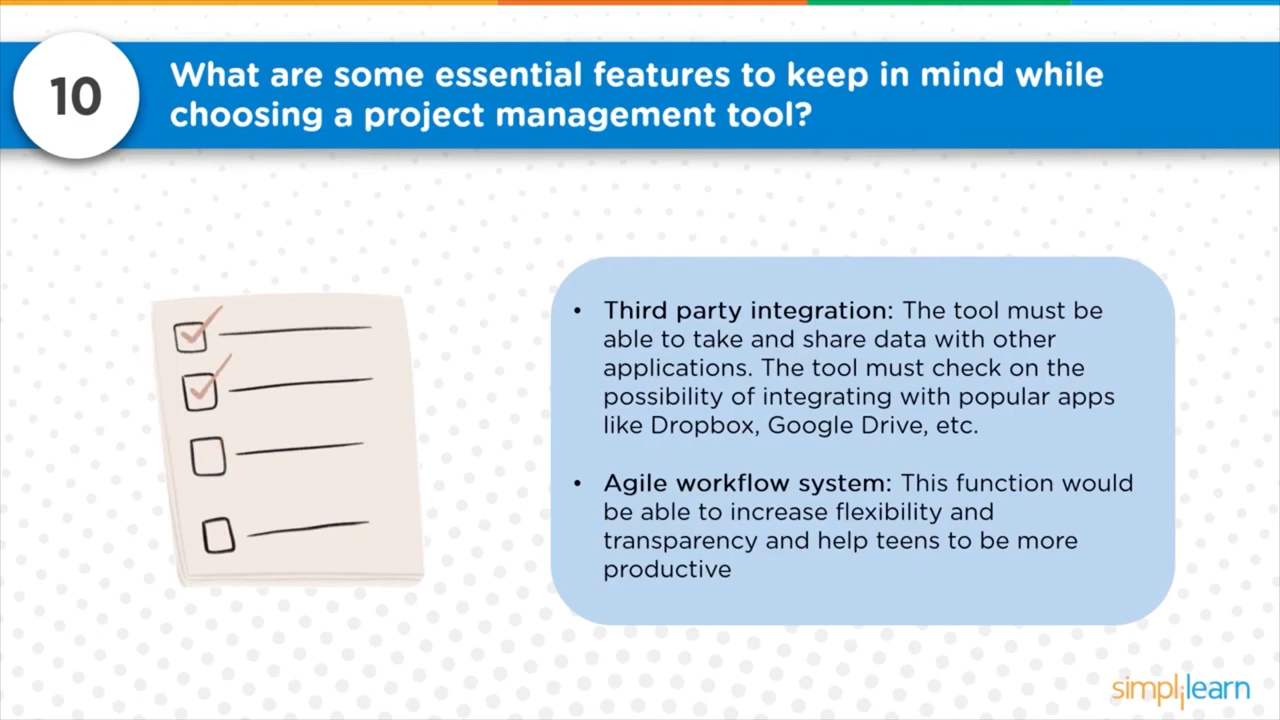 10
What are some essential features to keep in mind while
choosing a project management tool?
• Third party integration: The tool must be
able to take and share data with other
applications. The tool must check on the
possibility of integrating with popular apps
like Dropbox, Google Drive, etc.
• Agile workflow system: This function would
be able to increase flexibility and
transparency and help teens to be more
productive
simplilearn